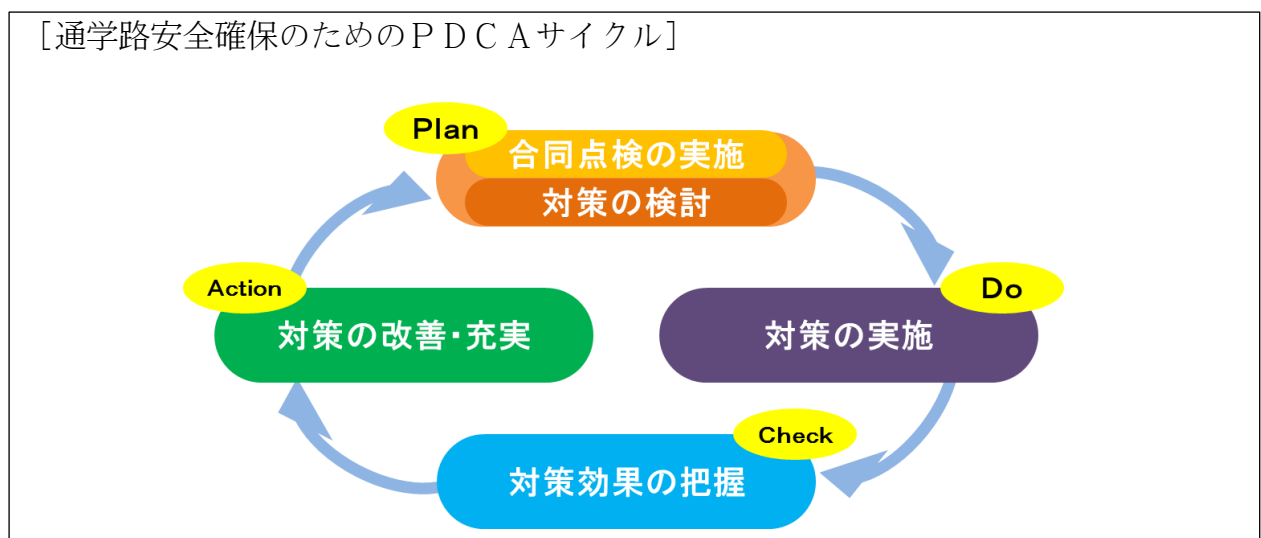 ［通学路安全確保のためのＰＤＣＡサイクル］
Plan
合同点検の実施
対策の検討
Do
対策の実施
Check
対策効果の把握
Action
対策の改善・充実